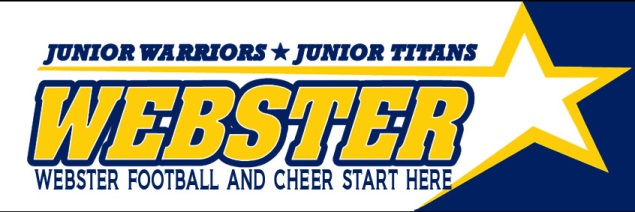 JUNIOR WARRIORS ★ JUNIOR TITANS
WEBSTER
WEBSTER FOOTBALL AND CHEER START HERE